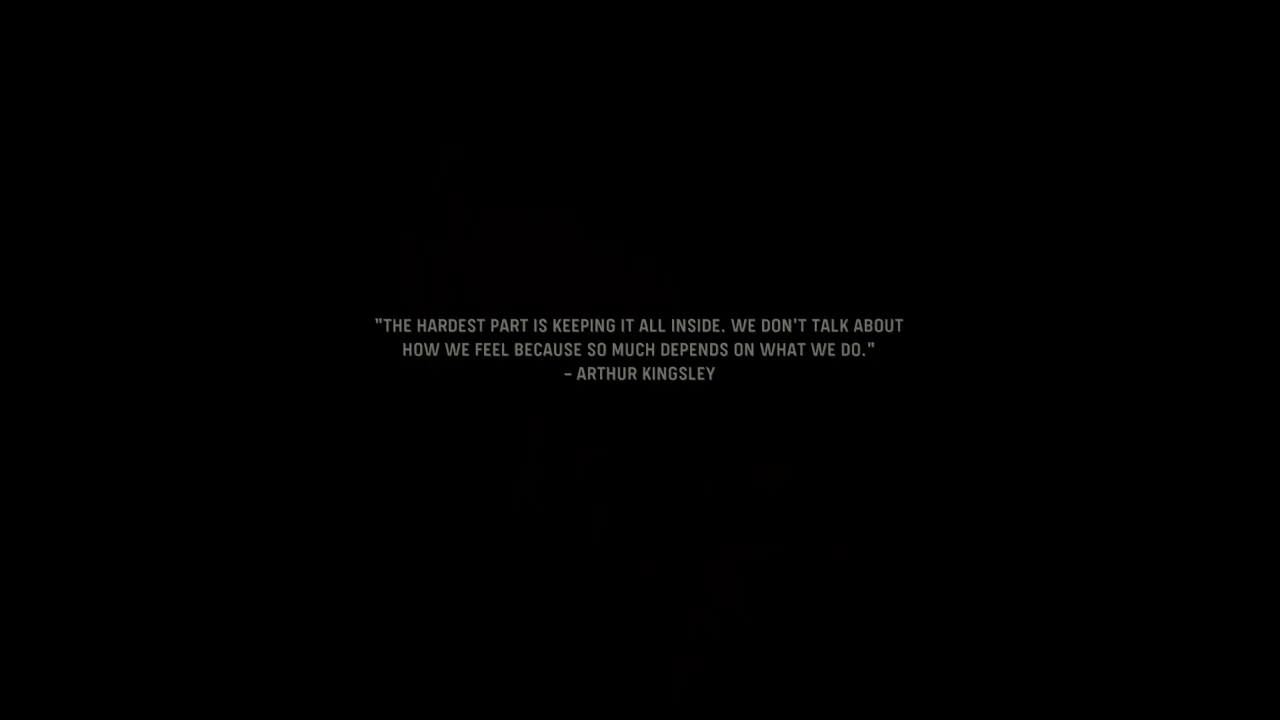 "THE HARDEST PART IS KEEPING IT ALL INSIDE. WE DON'T TALK ABOUT
HOW WE FEEL BECAUSE SO MUCH DEPENDS ON WHAT WE DO."
– ARTHUR KINGSLEY